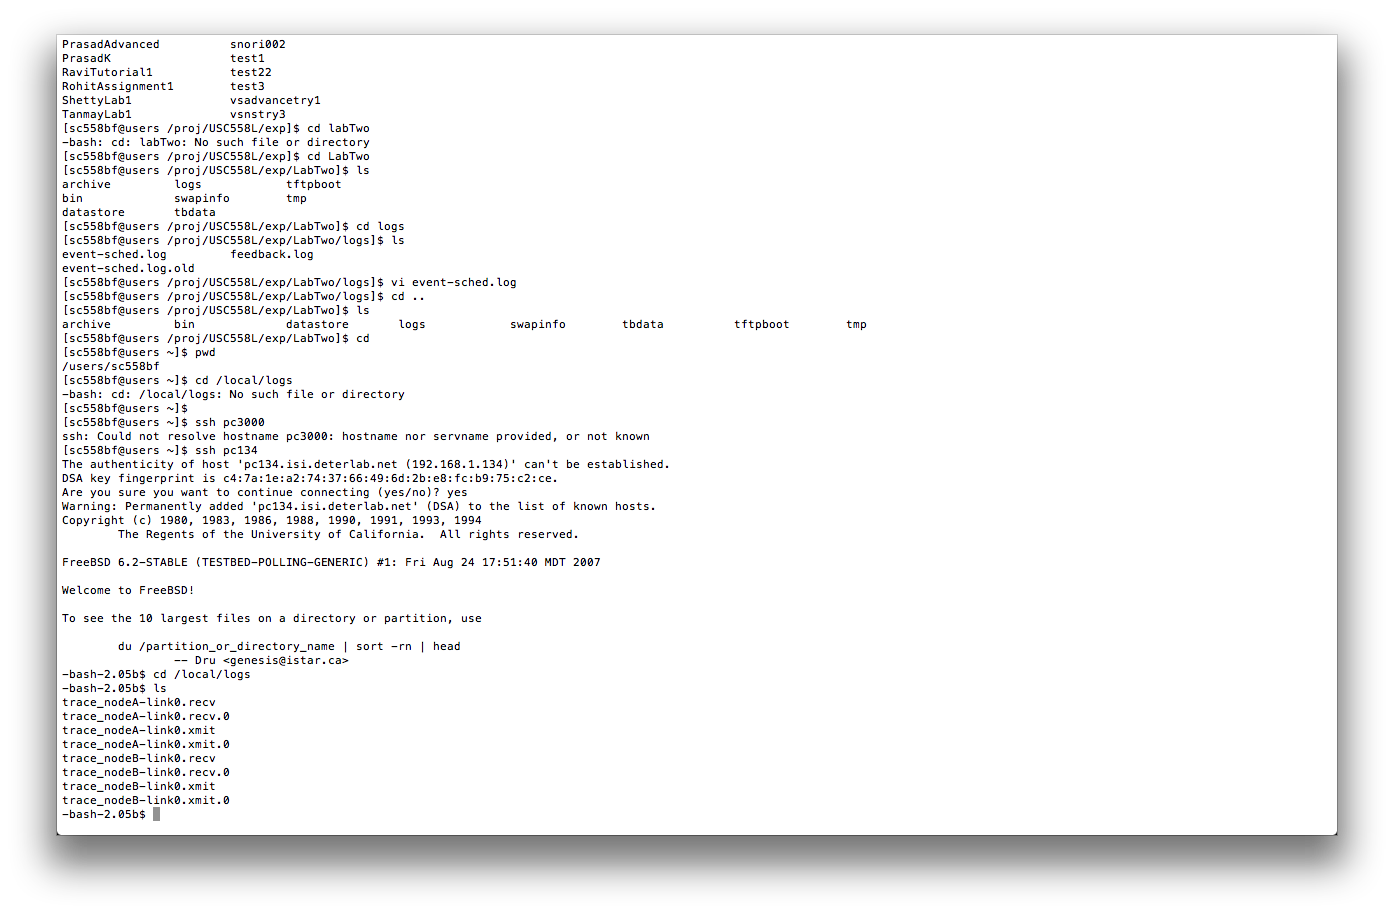 PrasadAdvanced          snori002
PrasadK                 test1
RaviTutorial1           test22
RohitAssignment1        test3
ShettyLab1              vsadvancetry1
TanmayLab1              vsnstry3
[sc558bf@users /proj/USC558L/exp]$ cd labTwo
-bash: cd: labTwo: No such file or directory
[sc558bf@users /proj/USC558L/exp]$ cd LabTwo
[sc558bf@users /proj/USC558L/exp/LabTwo]$ ls
archive         logs            tftpboot
bin             swapinfo        tmp
datastore       tbdata
[sc558bf@users /proj/USC558L/exp/LabTwo]$ cd logs
[sc558bf@users /proj/USC558L/exp/LabTwo/logs]$ ls
event-sched.log         feedback.log
event-sched.log.old
[sc558bf@users /proj/USC558L/exp/LabTwo/logs]$ vi event-sched.log
[sc558bf@users /proj/USC558L/exp/LabTwo/logs]$ cd ..
[sc558bf@users /proj/USC558L/exp/LabTwo]$ ls
archive         bin             datastore       logs            swapinfo        tbdata          tftpboot        tmp
[sc558bf@users /proj/USC558L/exp/LabTwo]$ cd
[sc558bf@users ~]$ pwd
/users/sc558bf
[sc558bf@users ~]$ cd /local/logs
-bash: cd: /local/logs: No such file or directory
[sc558bf@users ~]$
[sc558bf@users ~]$ ssh pc3000
ssh: Could not resolve hostname pc3000: hostname nor servname provided, or not known
[sc558bf@users ~]$ ssh pc134
The authenticity of host 'pc134.isi.deterlab.net (192.168.1.134)' can't be established.
DSA key fingerprint is c4:7a:1e:a2:74:37:66:49:6d:2b:e8:fc:b9:75:c2:ce.
Are you sure you want to continue connecting (yes/no)? yes
Warning: Permanently added 'pc134.isi.deterlab.net' (DSA) to the list of known hosts.
Copyright (c) 1980, 1983, 1986, 1988, 1990, 1991, 1993, 1994
        The Regents of the University of California.  All rights reserved.

FreeBSD 6.2-STABLE (TESTBED-POLLING-GENERIC) #1: Fri Aug 24 17:51:40 MDT 2007

Welcome to FreeBSD!

To see the 10 largest files on a directory or partition, use

        du /partition_or_directory_name | sort -rn | head
                -- Dru <genesis@istar.ca>
-bash-2.05b$ cd /local/logs
-bash-2.05b$ ls
trace_nodeA-link0.recv
trace_nodeA-link0.recv.0
trace_nodeA-link0.xmit
trace_nodeA-link0.xmit.0
trace_nodeB-link0.recv
trace_nodeB-link0.recv.0
trace_nodeB-link0.xmit
trace_nodeB-link0.xmit.0
-bash-2.05b$